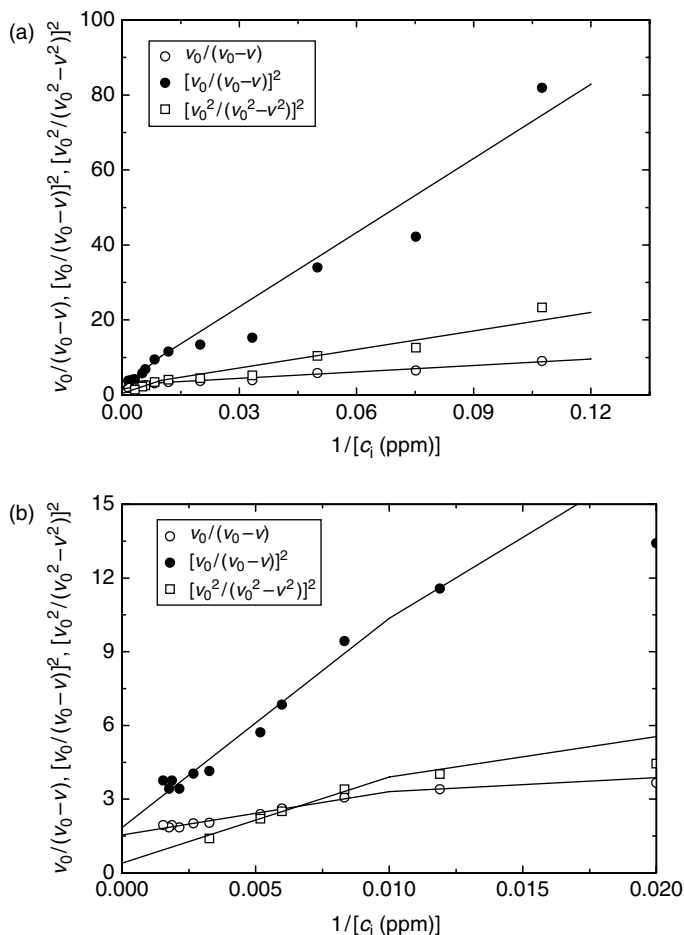 (a)
v₀/(v₀−v), [v₀/(v₀−v)]², [v₀²/(v₀²−v²)]²
100
80
60
40
20
0
v₀/(v₀−v)
[v₀/(v₀−v)]²
[v₀²/(v₀²−v²)]²
0.00 0.03 0.06 0.09 0.12
1/[cᵢ (ppm)]
(b)
v₀/(v₀−v), [v₀/(v₀−v)]², [v₀²/(v₀²−v²)]²
15
12
9
6
3
0
v₀/(v₀−v)
[v₀/(v₀−v)]²
[v₀²/(v₀²−v²)]²
0.000 0.005 0.010 0.015 0.020
1/[cᵢ (ppm)]